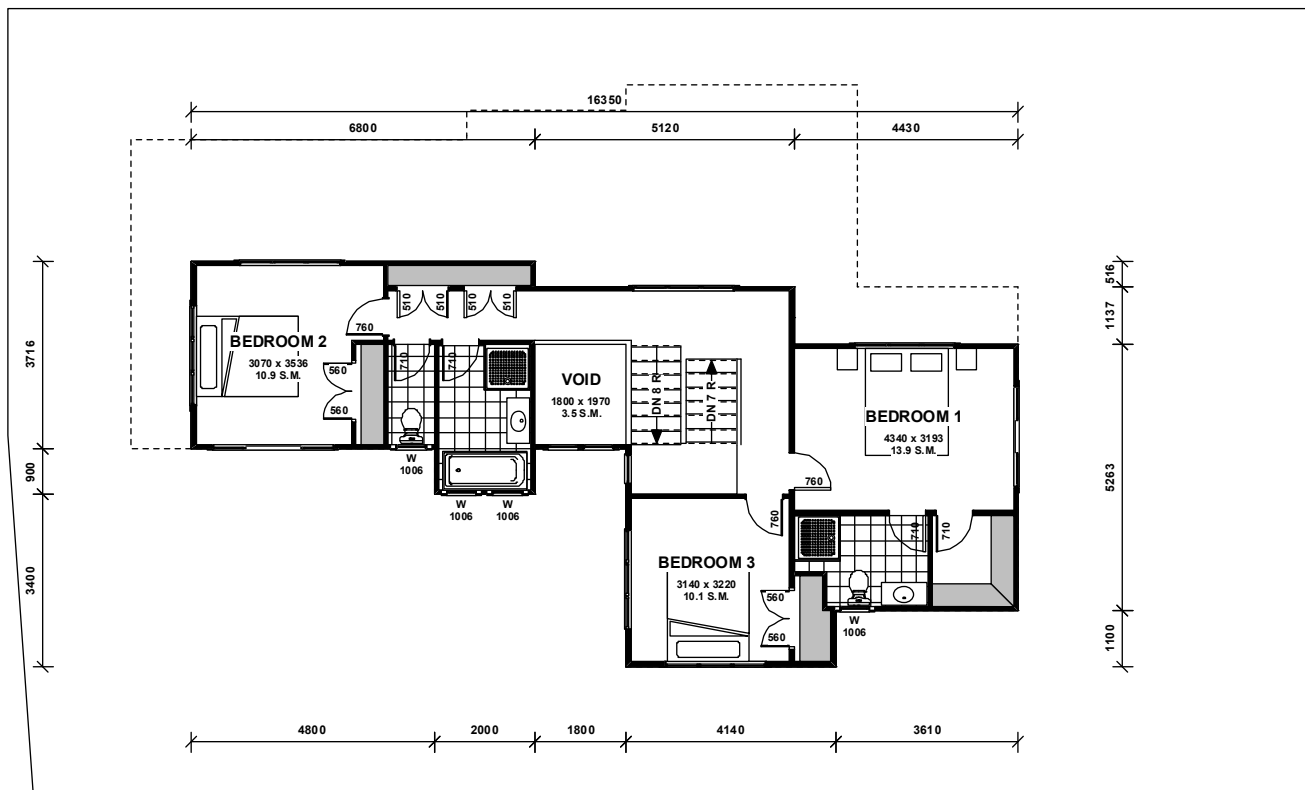 16350
6800
5120
4430
516
1137
5263
1100
3716
900
3400
510
510
510
510
760
BEDROOM 2
3070 x 3536
10.9 S.M.
560
560
710
710
VOID
1800 x 1970
3.5 S.M.
DN 8 R
DN 7 R
BEDROOM 1
4340 x 3193
13.9 S.M.
760
760
710
710
W
1006
W
1006
W
1006
BEDROOM 3
3140 x 3220
10.1 S.M.
560
560
W
1006
4800
2000
1800
4140
3610